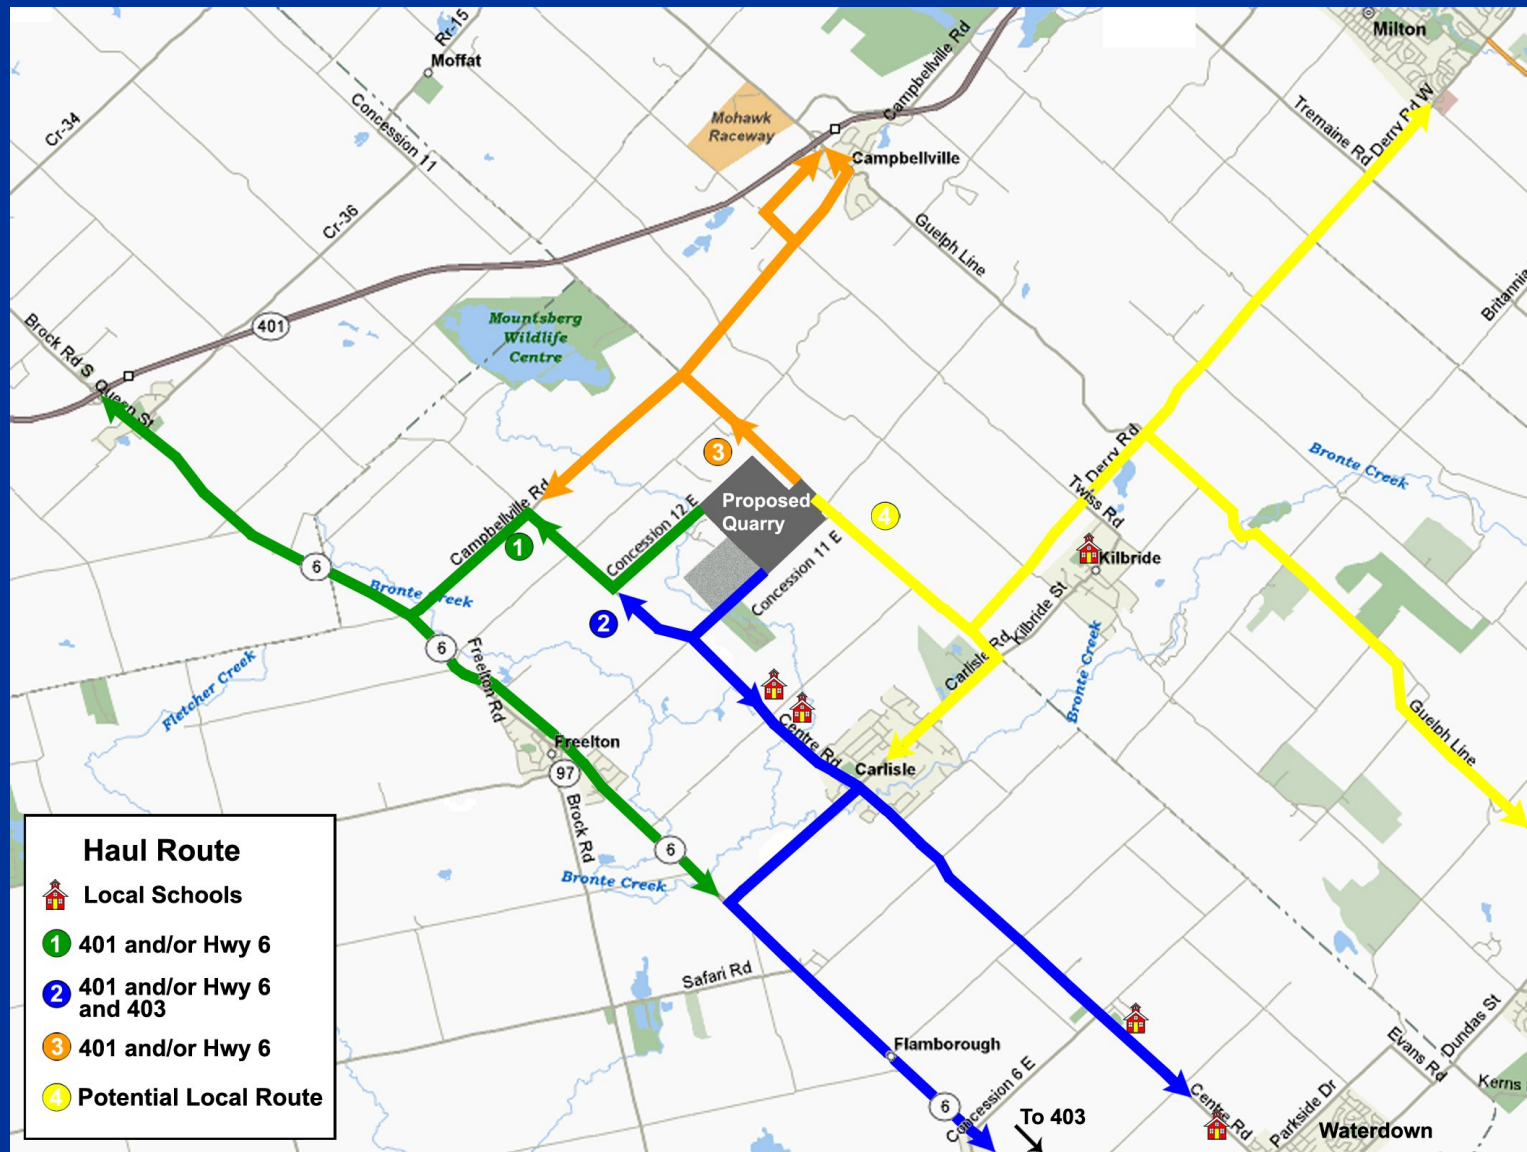 Rr-15
Moffat
Cr-34
Concession 11
Cr-36
Mohawk
Raceway
Campbellville Rd
Campbellville
Guelph Line
Milton
Tremaine Rd
Derry Rd W
Britannia
401
Brock Rd S
Queen St
Mountsberg
Wildlife
Centre
3
Proposed
Quarry
4
Derry Rd
Twiss Rd
Bronte Creek
Campbellville Rd
1
Concession 12 E
Concession 11 E
Kilbride
Kilbride St
6
Bronte Creek
2
6
Freelton Rd
Fletcher Creek
Carlisle Rd
Bronte Creek
Centre Rd
Carlisle
Guelph Line
Freelton
97
Brock Rd
6
Bronte Creek
Safari Rd
Flamborough
6
Concession 6 E
To 403
Centre Rd
Parkside Dr
Evans Rd
Dundas St
Kerns
Waterdown
Haul Route
Local Schools
1 401 and/or Hwy 6
2 401 and/or Hwy 6
and 403
3 401 and/or Hwy 6
4 Potential Local Route